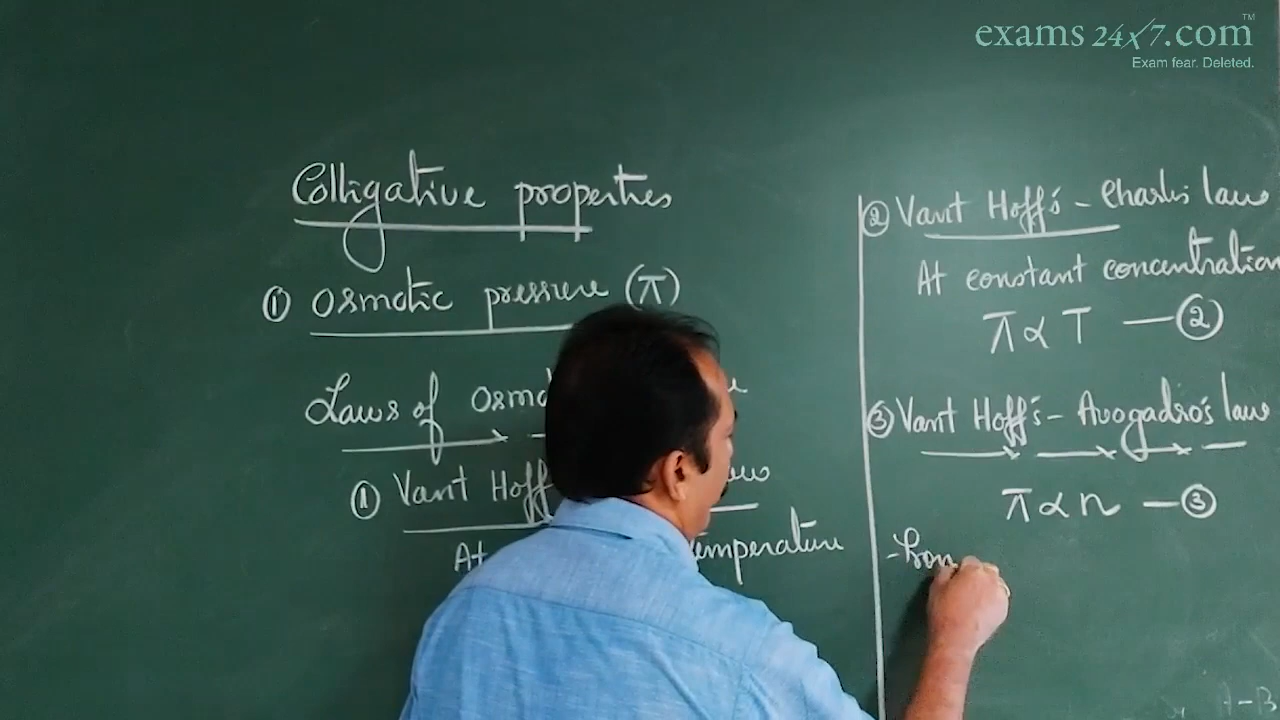 exams 24x7.com™
Exam fear. Deleted.
Colligative properties
① Osmotic pressure (π)
Laws of Osmo
① Vant Hoff
At temperature
② Vant Hoff's - Charles law
At constant concentration
π ∝ T — ②
③ Vant Hoff's - Avogadro's law
π ∝ n — ③